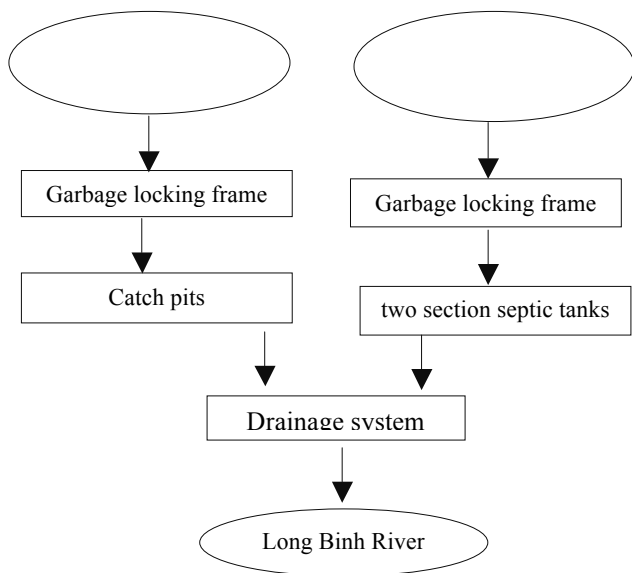 Garbage locking frame
Garbage locking frame
Catch pits
two section septic tanks
Drainage system
Long Binh River